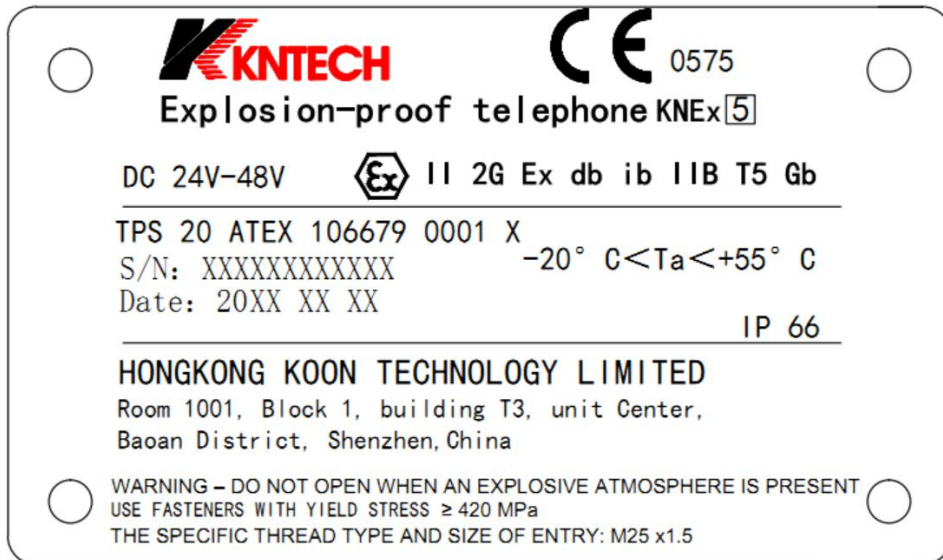 KNTECH
CE 0575
Explosion-proof telephone KNEx5
DC 24V-48V Ex II 2G Ex db ib IIB T5 Gb
TPS 20 ATEX 106679 0001 X
-20° C<Ta<+55° C
S/N: XXXXXXXXXXXX
Date: 20XX XX XX
IP 66
HONGKONG KOON TECHNOLOGY LIMITED
Room 1001, Block 1, building T3, unit Center,
Baoan District, Shenzhen,China
WARNING – DO NOT OPEN WHEN AN EXPLOSIVE ATMOSPHERE IS PRESENT
USE FASTENERS WITH YIELD STRESS ≥ 420 MPa
THE SPECIFIC THREAD TYPE AND SIZE OF ENTRY: M25 x1.5